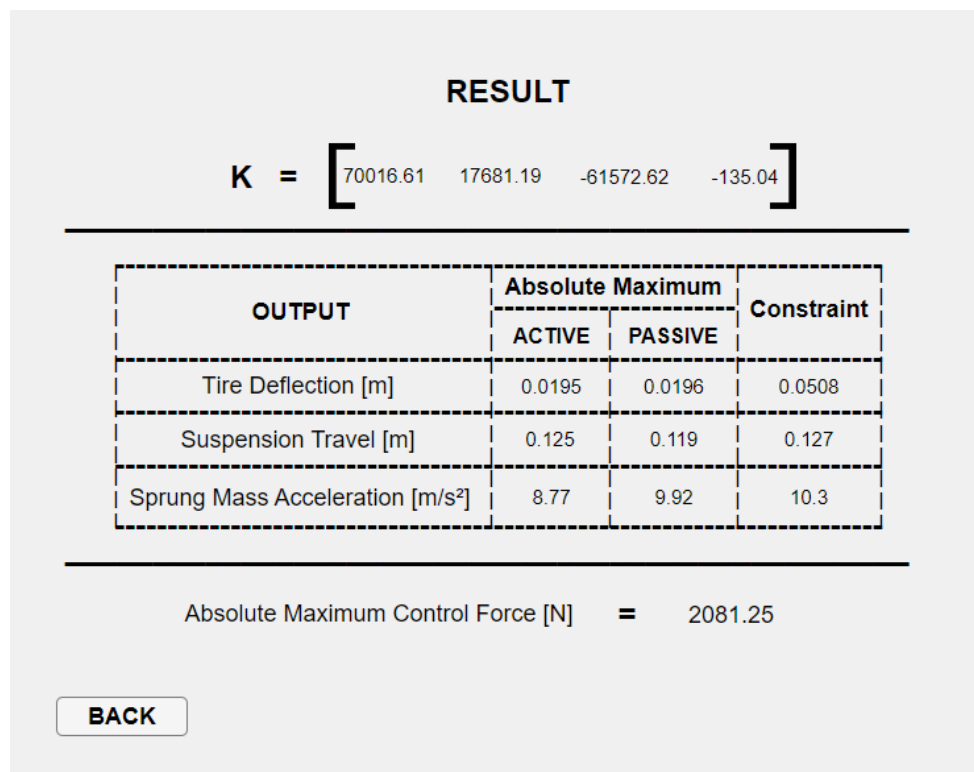 RESULT
K = [70016.61 17681.19 -61572.62 -135.04]
OUTPUT Absolute Maximum Constraint
ACTIVE PASSIVE
Tire Deflection [m] 0.0195 0.0196 0.0508
Suspension Travel [m] 0.125 0.119 0.127
Sprung Mass Acceleration [m/s²] 8.77 9.92 10.3
Absolute Maximum Control Force [N] = 2081.25
BACK